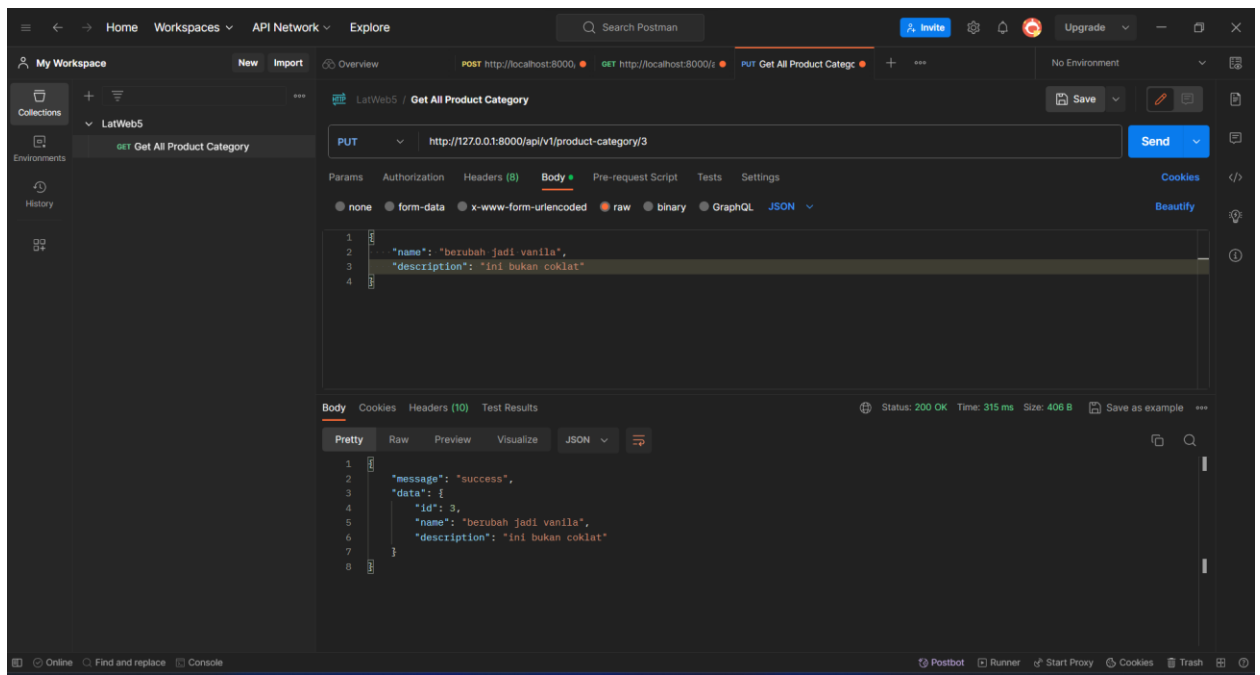 Home Workspaces API Network Explore Search Postman Invite Upgrade
My Workspace New Import Overview POST http://localhost:8000/ GET http://localhost:8000/a PUT Get All Product Catego No Environment
Collections
Environments
History
LatWeb5
GET Get All Product Category
LatWeb5 / Get All Product Category Save
PUT http://127.0.0.1:8000/api/v1/product-category/3 Send
Params Authorization Headers (8) Body Pre-request Script Tests Settings Cookies
none form-data x-www-form-urlencoded raw binary GraphQL JSON Beautify
1 {
2 "name": "berubah jadi vanila",
3 "description": "ini bukan coklat"
4 }
Body Cookies Headers (10) Test Results Status: 200 OK Time: 315 ms Size: 406 B Save as example
Pretty Raw Preview Visualize JSON
1 {
2 "message": "success",
3 "data": {
4 "id": 3,
5 "name": "berubah jadi vanila",
6 "description": "ini bukan coklat"
7 }
8 }
Online Find and replace Console Postbot Runner Start Proxy Cookies Trash